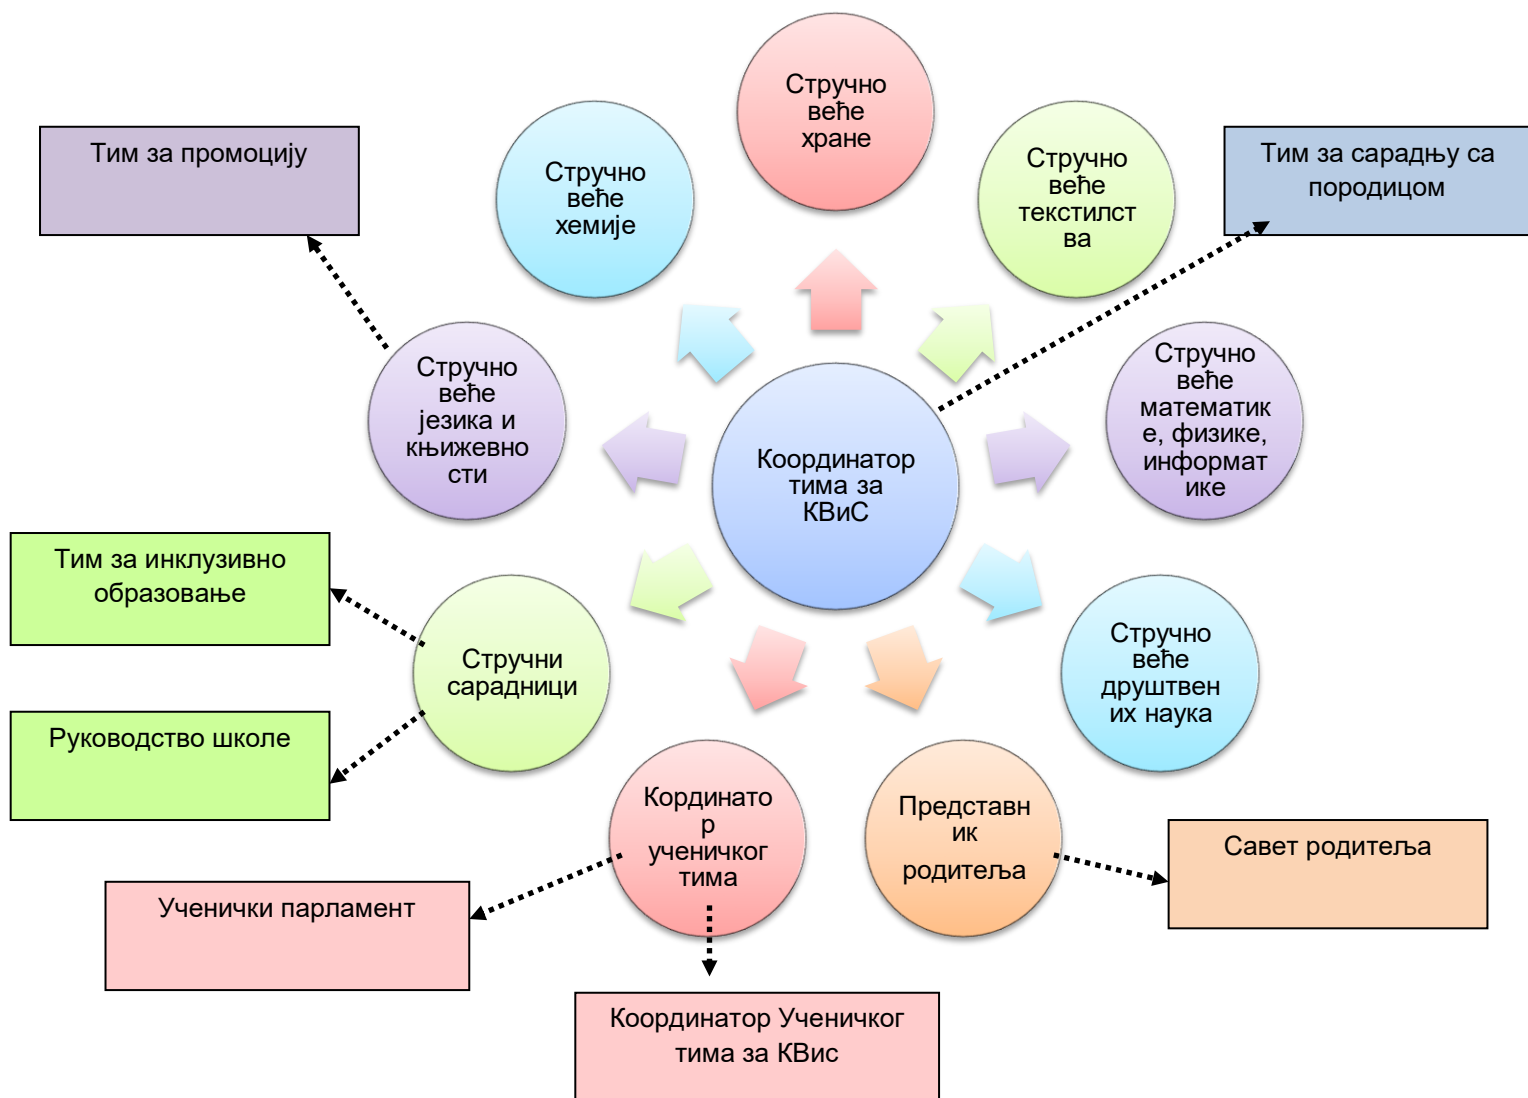 Стручно
веће
хране
Тим за промоцију
Стручно
веће
хемије
Стручно
веће
текстилст
ва
Тим за сарадњу са
породицом
Стручно
веће
језика и
књижевно
сти
Координатор
тима за
КВиС
Стручно
веће
математик
е, физике,
информат
ике
Тим за инклузивно
образовање
Стручни
сарадници
Стручно
веће
друштвен
их наука
Руководство школе
Кординато
р
ученичког
тима
Представн
ик
родитеља
Савет родитеља
Ученички парламент
Координатор Ученичког
тима за КВис